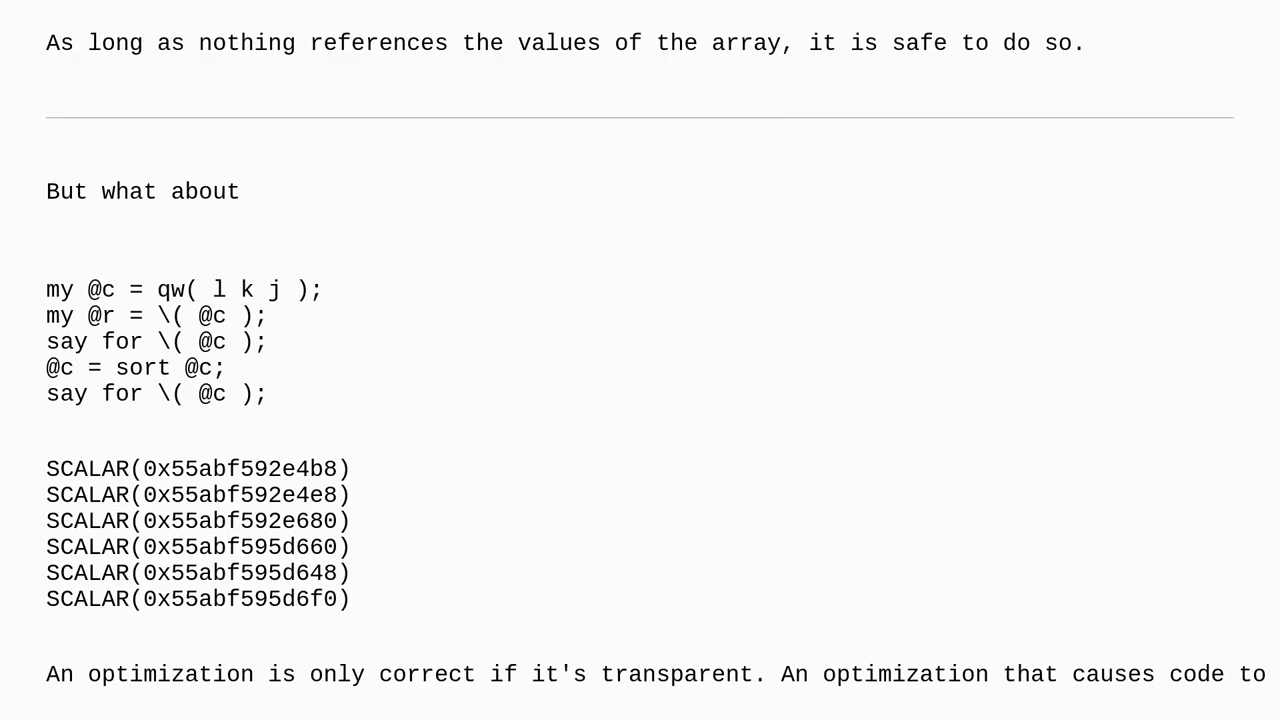 As long as nothing references the values of the array, it is safe to do so.
But what about
my @c = qw( l k j );
my @r = \( @c );
say for \( @c );
@c = sort @c;
say for \( @c );
SCALAR(0x55abf592e4b8)
SCALAR(0x55abf592e4e8)
SCALAR(0x55abf592e680)
SCALAR(0x55abf595d660)
SCALAR(0x55abf595d648)
SCALAR(0x55abf595d6f0)
An optimization is only correct if it's transparent. An optimization that causes code to